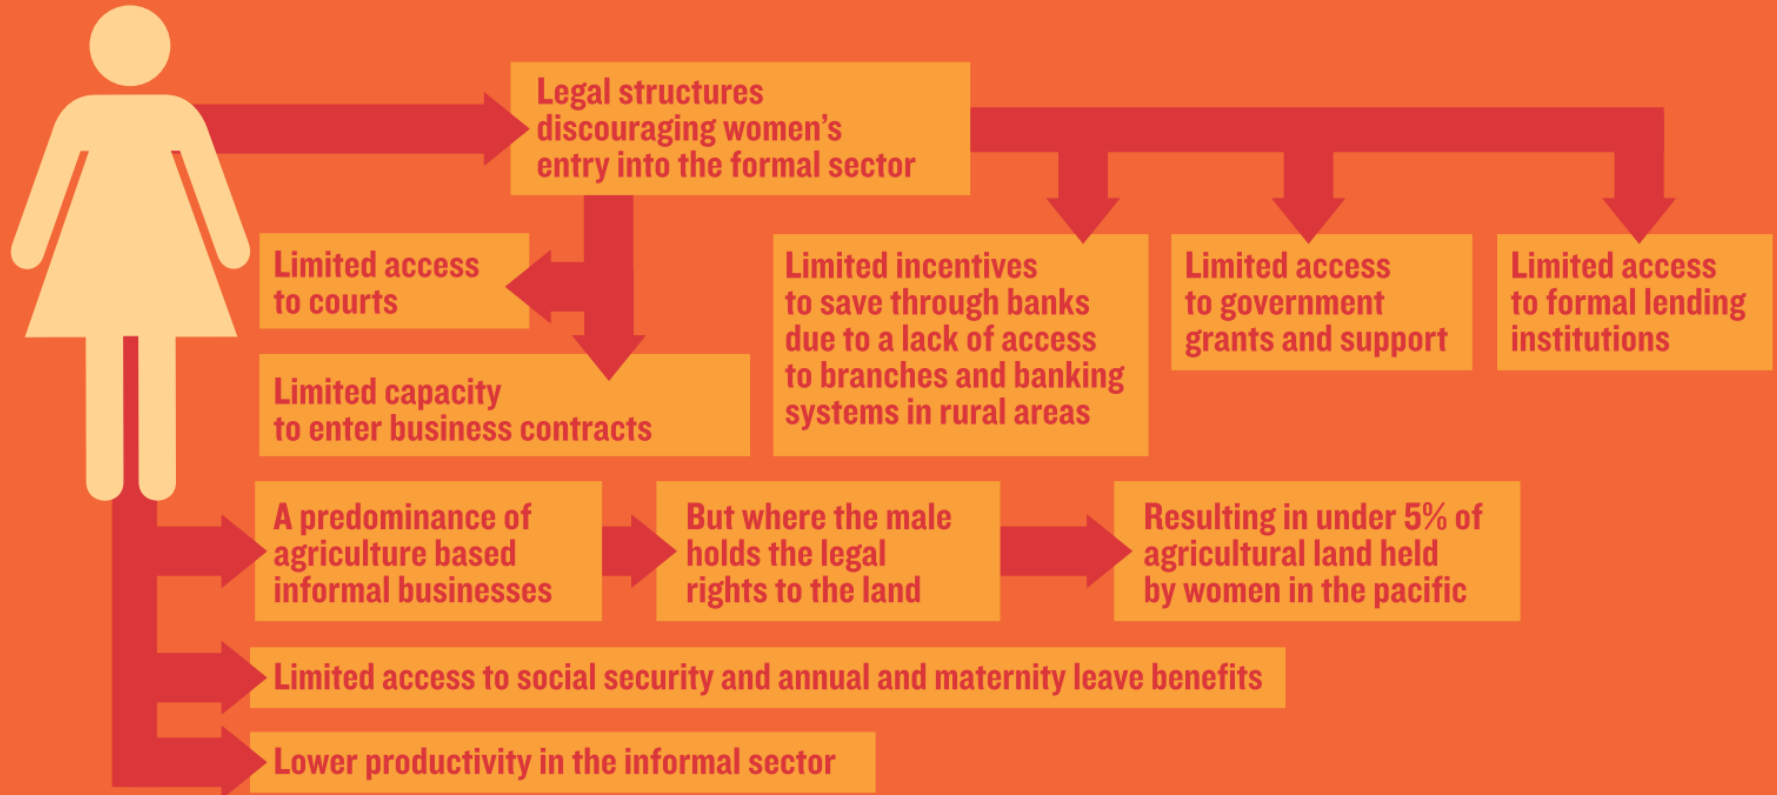 Legal structures
discouraging women’s
entry into the formal sector
Limited access
to courts
Limited capacity
to enter business contracts
Limited incentives
to save through banks
due to a lack of access
to branches and banking
systems in rural areas
Limited access
to government
grants and support
Limited access
to formal lending
institutions
A predominance of
agriculture based
informal businesses
But where the male
holds the legal
rights to the land
Resulting in under 5% of
agricultural land held
by women in the pacific
Limited access to social security and annual and maternity leave benefits
Lower productivity in the informal sector